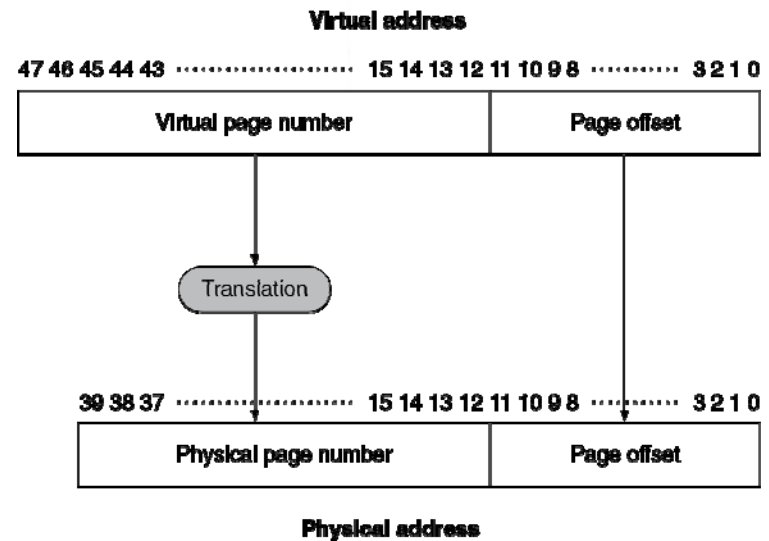 Virtual address
47 46 45 44 43 ···················· 15 14 13 12 11 10 9 8 ·········· 3 2 1 0
Virtual page number Page offset
Translation
39 38 37 ···················· 15 14 13 12 11 10 9 8 ·········· 3 2 1 0
Physical page number Page offset
Physical address